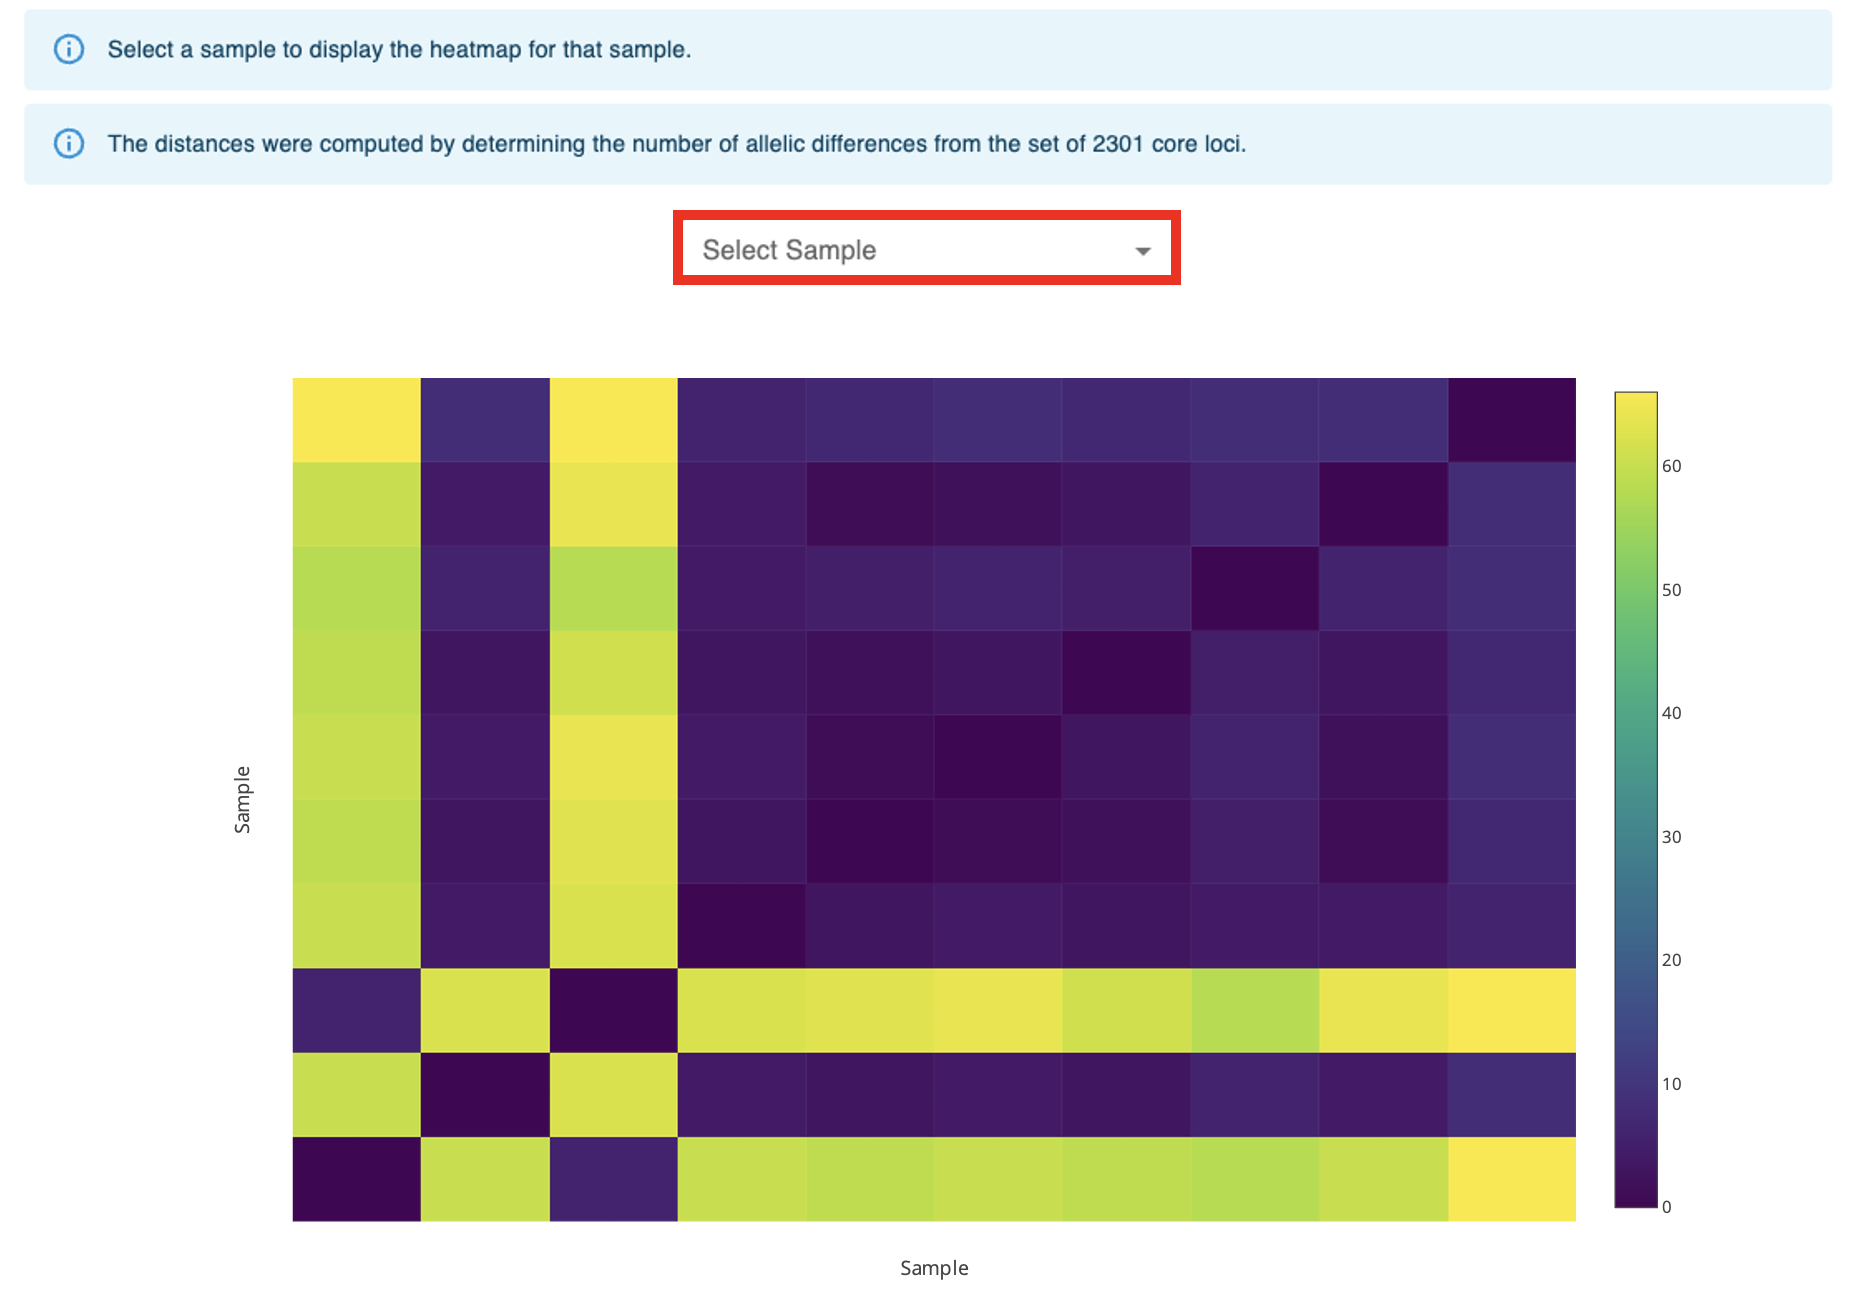 Select a sample to display the heatmap for that sample.
The distances were computed by determining the number of allelic differences from the set of 2301 core loci.
Select Sample
60
50
40
30
20
10
0
Sample
Sample